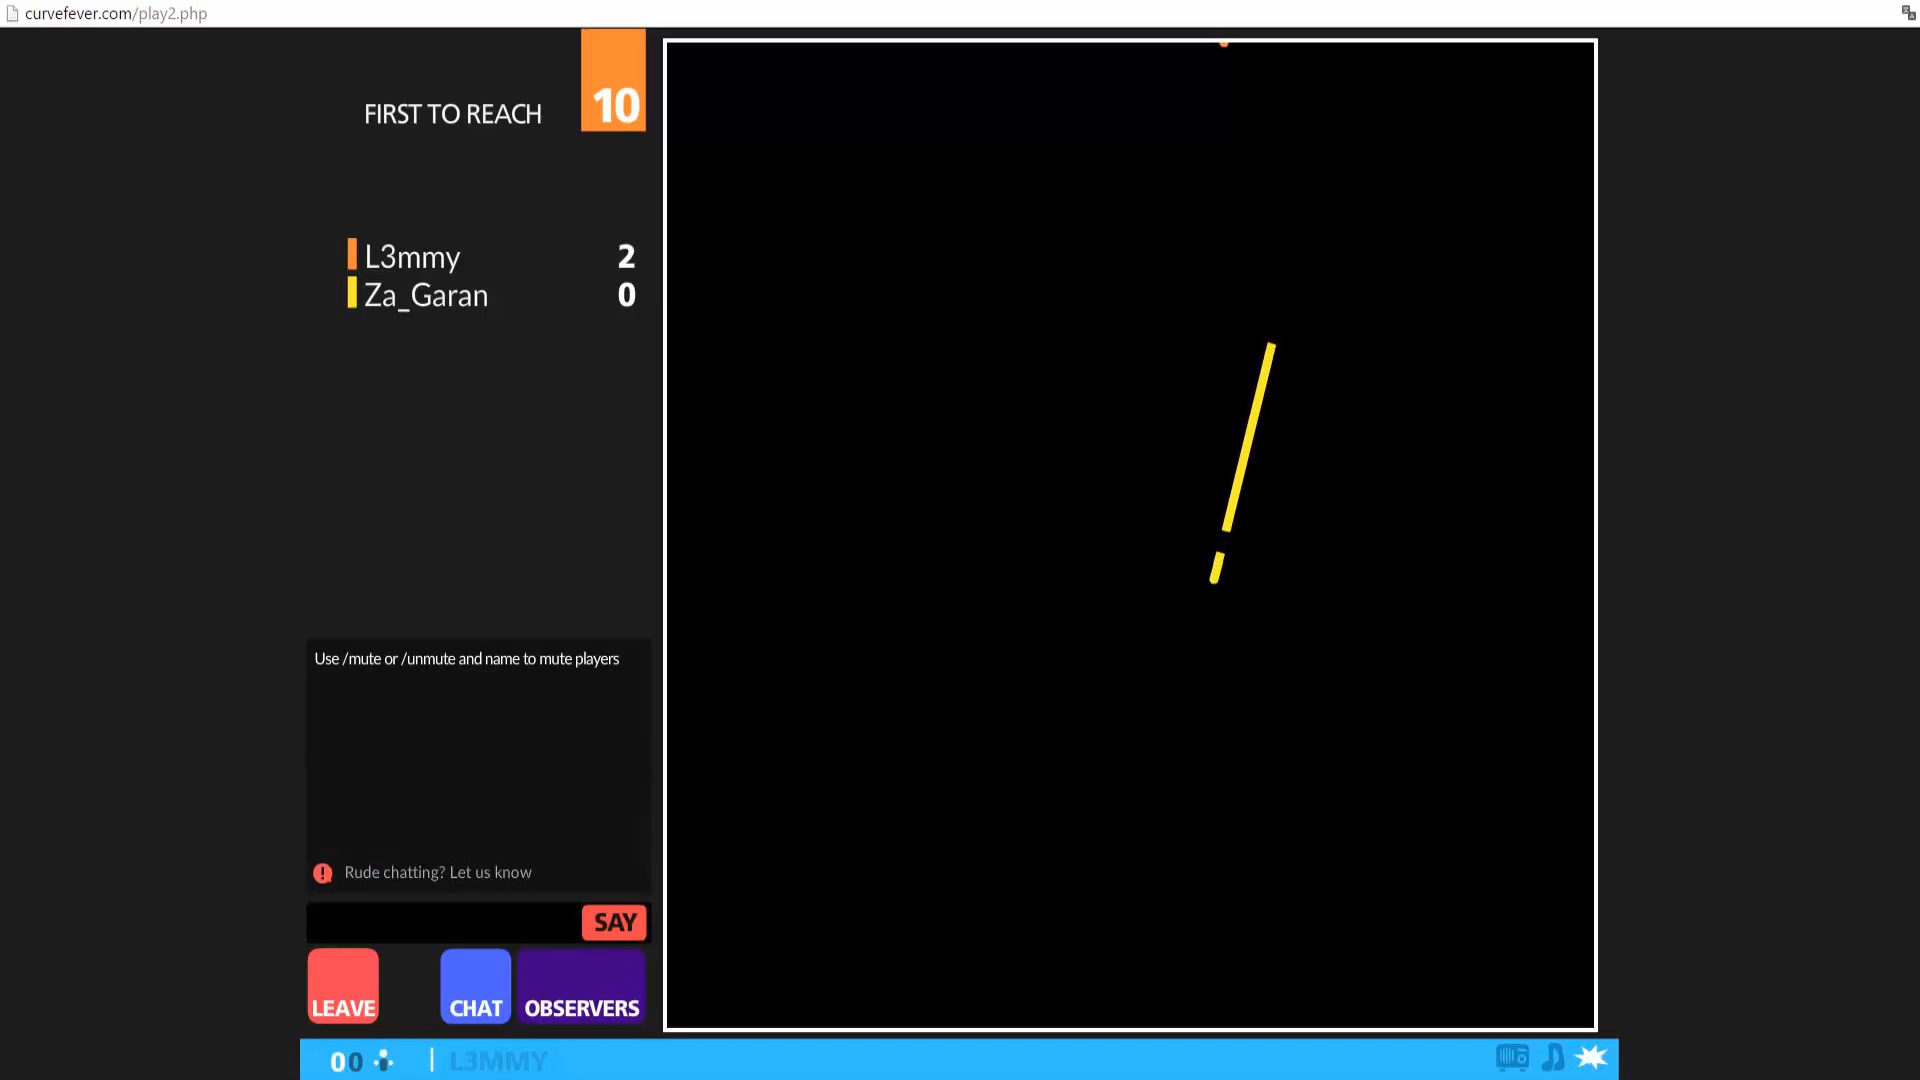 curvefever.com/play2.php
FIRST TO REACH 10
L3mmy 2
Za_Garan 0
Use /mute or /unmute and name to mute players
Rude chatting? Let us know
SAY
LEAVE CHAT OBSERVERS
00 L3MMY